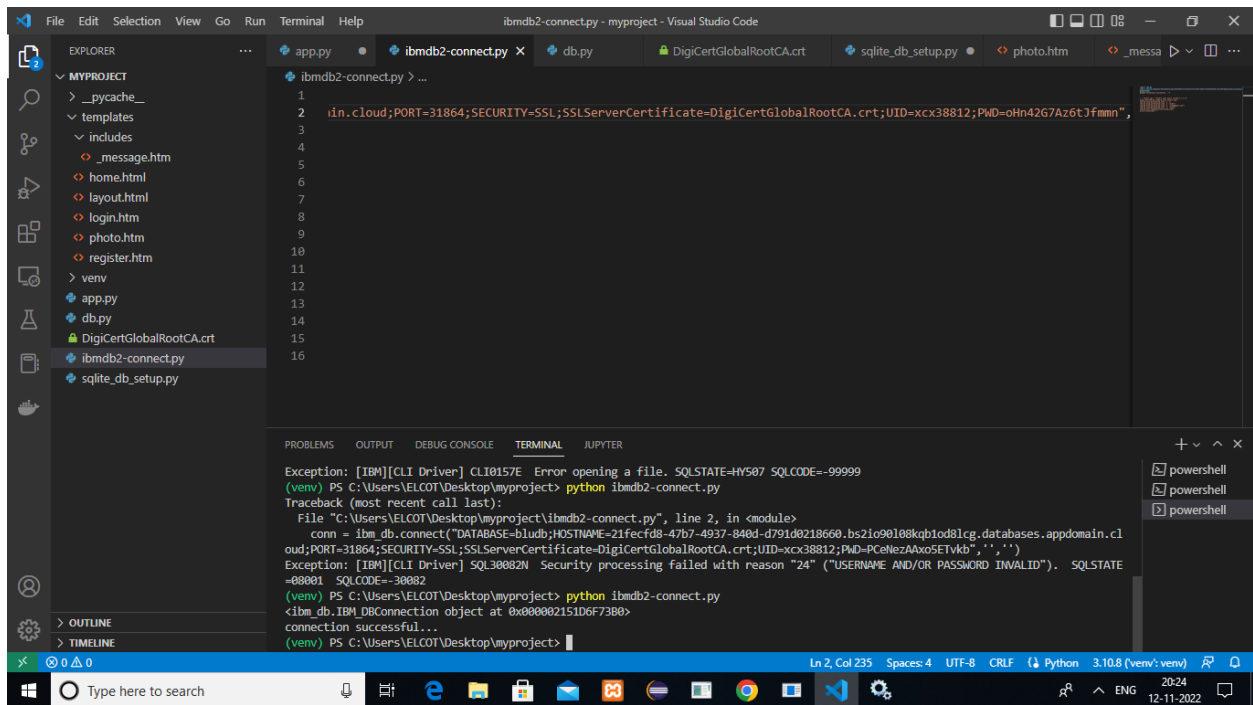 File Edit Selection View Go Run Terminal Help ibmdb2-connect.py - myproject - Visual Studio Code
EXPLORER
app.py ibmdb2-connect.py db.py DigiCertGlobalRootCA.crt sqlite_db_setup.py photo.htm _messa
MYPROJECT
ibmdb2-connect.py > ...
__pycache__
templates
includes
_message.htm
home.html
layout.html
login.htm
photo.htm
register.htm
venv
app.py
db.py
DigiCertGlobalRootCA.crt
ibmdb2-connect.py
sqlite_db_setup.py
1
2 in.cloud;PORT=31864;SECURITY=SSL;SSLServerCertificate=DigiCertGlobalRootCA.crt;UID=xcx38812;PWD=oHn42G7Az6tJfmmn",
3
4
5
6
7
8
9
10
11
12
13
14
15
16
PROBLEMS OUTPUT DEBUG CONSOLE TERMINAL JUPYTER
Exception: [IBM][CLI Driver] CLI0157E Error opening a file. SQLSTATE=HY507 SQLCODE=-99999
(venv) PS C:\Users\ELCOT\Desktop\myproject> python ibmdb2-connect.py
Traceback (most recent call last):
File "C:\Users\ELCOT\Desktop\myproject\ibmdb2-connect.py", line 2, in <module>
conn = ibm_db.connect("DATABASE=bludb;HOSTNAME=21fecfd8-47b7-4937-840d-d791d0218660.bs2io90l08kqb1od8lcg.databases.appdomain.cl
oud;PORT=31864;SECURITY=SSL;SSLServerCertificate=DigiCertGlobalRootCA.crt;UID=xcx38812;PWD=PCeNezAAxo5ETvkb",'','')
Exception: [IBM][CLI Driver] SQL30082N Security processing failed with reason "24" ("USERNAME AND/OR PASSWORD INVALID"). SQLSTATE
=08001 SQLCODE=-30082
(venv) PS C:\Users\ELCOT\Desktop\myproject> python ibmdb2-connect.py
<ibm_db.IBM_DBConnection object at 0x000002151D6F73B0>
connection successful...
(venv) PS C:\Users\ELCOT\Desktop\myproject>
powershell
powershell
powershell
OUTLINE
TIMELINE
0 0 Ln 2, Col 235 Spaces: 4 UTF-8 CRLF Python 3.10.8 ('venv': venv)
Type here to search
ENG
20:24
12-11-2022